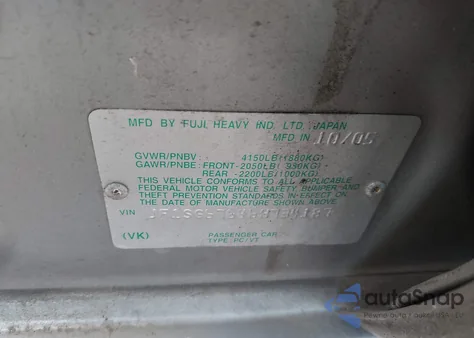 MFD BY FUJI HEAVY IND. LTD. JAPAN
MFD IN 10/05
GVWR/PNBV 4150LB(1880KG)
GAWR/PNBE: FRONT-2050LB( 930KG)
REAR -2200LB(1000KG)
THIS VEHICLE CONFORMS TO ALL APPLICABLE
FEDERAL MOTOR VEHICLE SAFETY, BUMPER AND
THEFT PREVENTION STANDARDS IN EFFECT ON
THE DATE OF MANUFACTURE SHOWN ABOVE.
VIN
(VK) PASSENGER CAR
TYPE PC/VT
autoSnap